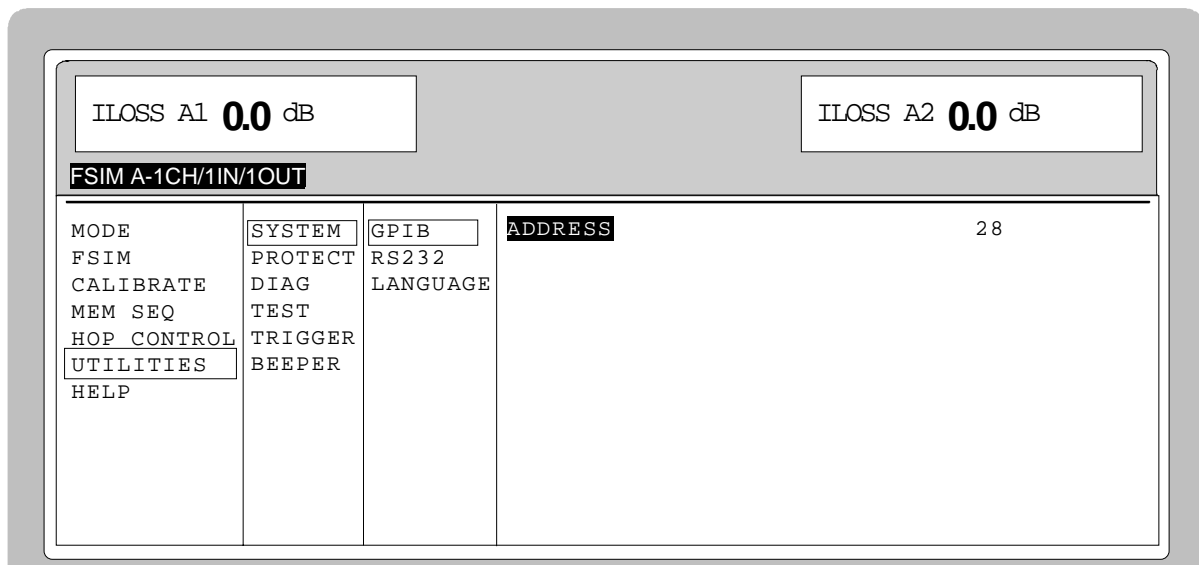 ILOSS A1 0.0 dB
ILOSS A2 0.0 dB
FSIM A-1CH/1IN/1OUT
MODE
FSIM
CALIBRATE
MEM SEQ
HOP CONTROL
UTILITIES
HELP
SYSTEM
PROTECT
DIAG
TEST
TRIGGER
BEEPER
GPIB
RS232
LANGUAGE
ADDRESS 28